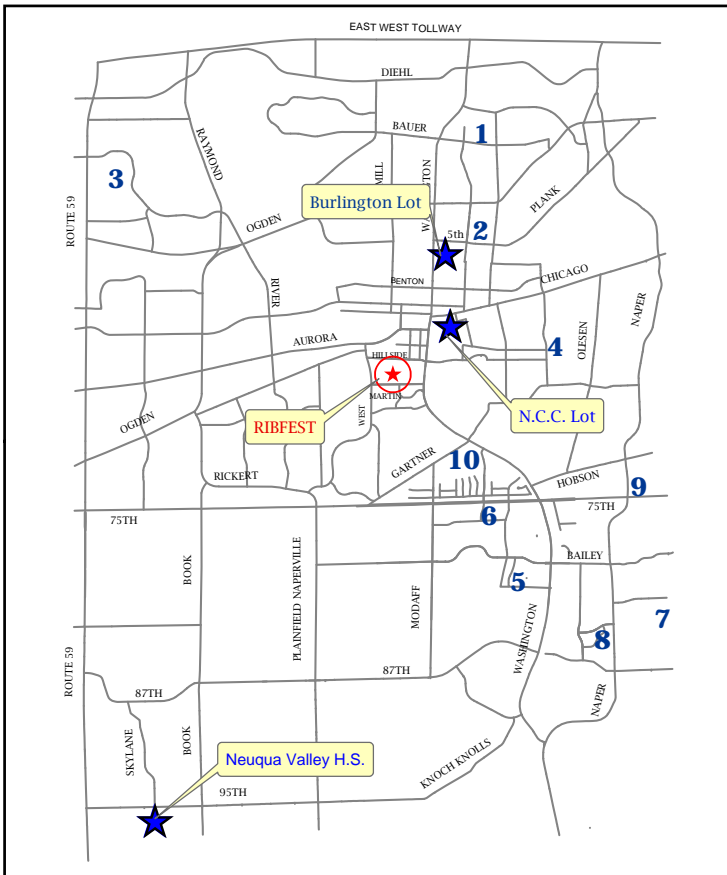 EAST WEST TOLLWAY
DIEHL
BAUER
1
RAYMOND
MILL
3
PLANK
Burlington Lot
ROUTE 59
OGDEN
5th
2
BENTON
CHICAGO
RIVER
NAPER
AURORA
OLESEN
4
HILLSIDE
MARTIN
N.C.C. Lot
OGDEN
RIBFEST
WEST
GARTNER
10
RICKERT
HOBSON
9
75TH
6
75TH
BOOK
BAILEY
5
PLAINFIELD NAPERVILLE
MODAFF
7
WASHINGTON
8
ROUTE 59
87TH
87TH
NAPER
SKYLANE
BOOK
Neuqua Valley H.S.
KNOCH KNOLLS
95TH